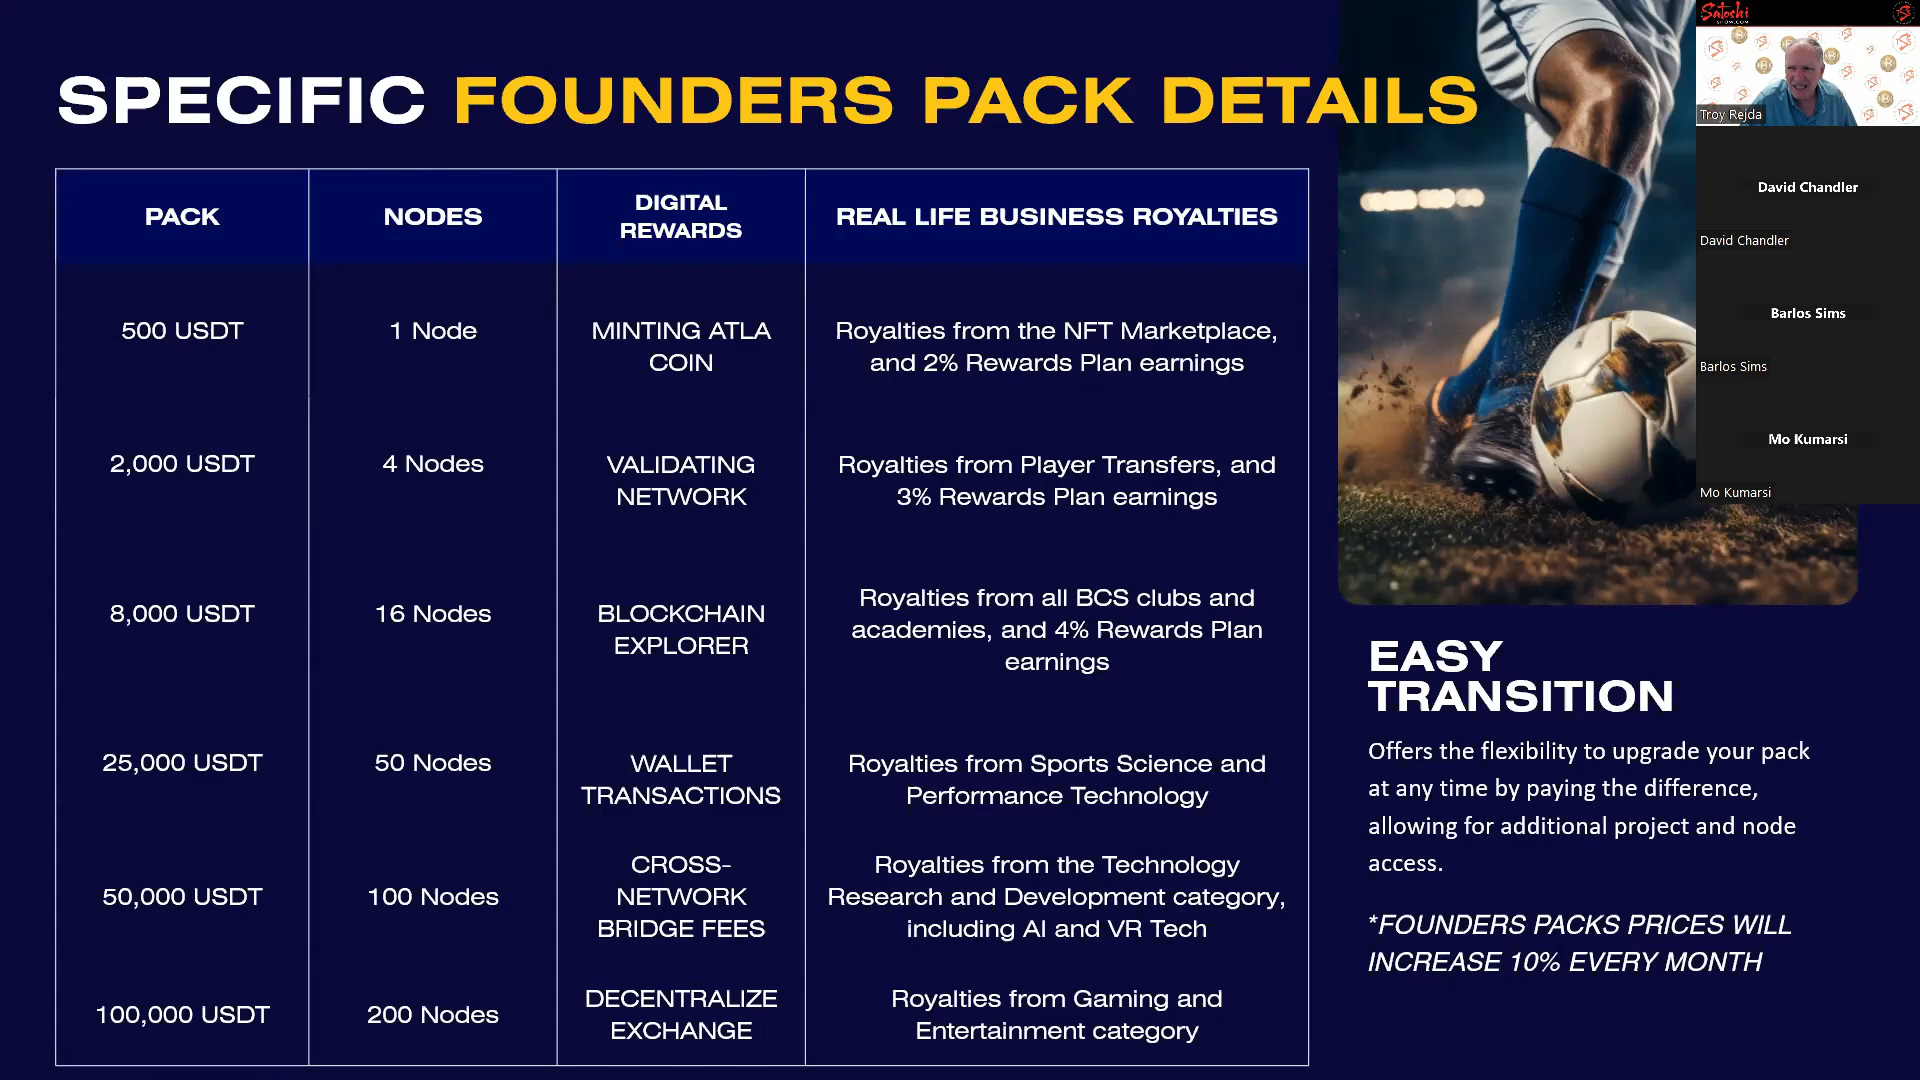 SPECIFIC FOUNDERS PACK DETAILS
PACK
NODES
DIGITAL
REWARDS
REAL LIFE BUSINESS ROYALTIES
500 USDT
1 Node
MINTING ATLA
COIN
Royalties from the NFT Marketplace,
and 2% Rewards Plan earnings
2,000 USDT
4 Nodes
VALIDATING
NETWORK
Royalties from Player Transfers, and
3% Rewards Plan earnings
8,000 USDT
16 Nodes
BLOCKCHAIN
EXPLORER
Royalties from all BCS clubs and
academies, and 4% Rewards Plan
earnings
25,000 USDT
50 Nodes
WALLET
TRANSACTIONS
Royalties from Sports Science and
Performance Technology
50,000 USDT
100 Nodes
CROSS-
NETWORK
BRIDGE FEES
Royalties from the Technology
Research and Development category,
including AI and VR Tech
100,000 USDT
200 Nodes
DECENTRALIZE
EXCHANGE
Royalties from Gaming and
Entertainment category
EASY
TRANSITION
Offers the flexibility to upgrade your pack
at any time by paying the difference,
allowing for additional project and node
access.
*FOUNDERS PACKS PRICES WILL
INCREASE 10% EVERY MONTH
Satoshi
SHOW.COM
Troy Rejda
David Chandler
David Chandler
Barlos Sims
Barlos Sims
Mo Kumarsi
Mo Kumarsi